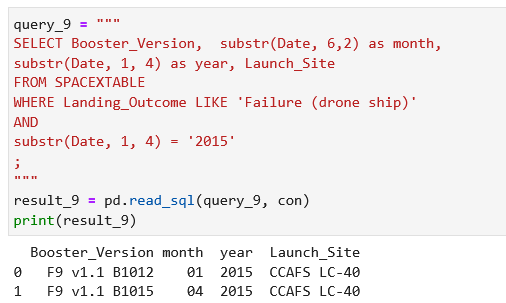 query_9 = """
SELECT Booster_Version,  substr(Date, 6,2) as month,
substr(Date, 1, 4) as year, Launch_Site
FROM SPACEXTABLE
WHERE Landing_Outcome LIKE 'Failure (drone ship)'
AND
substr(Date, 1, 4) = '2015'
;
"""
result_9 = pd.read_sql(query_9, con)
print(result_9)
  Booster_Version month  year  Launch_Site
0   F9 v1.1 B1012    01  2015  CCAFS LC-40
1   F9 v1.1 B1015    04  2015  CCAFS LC-40